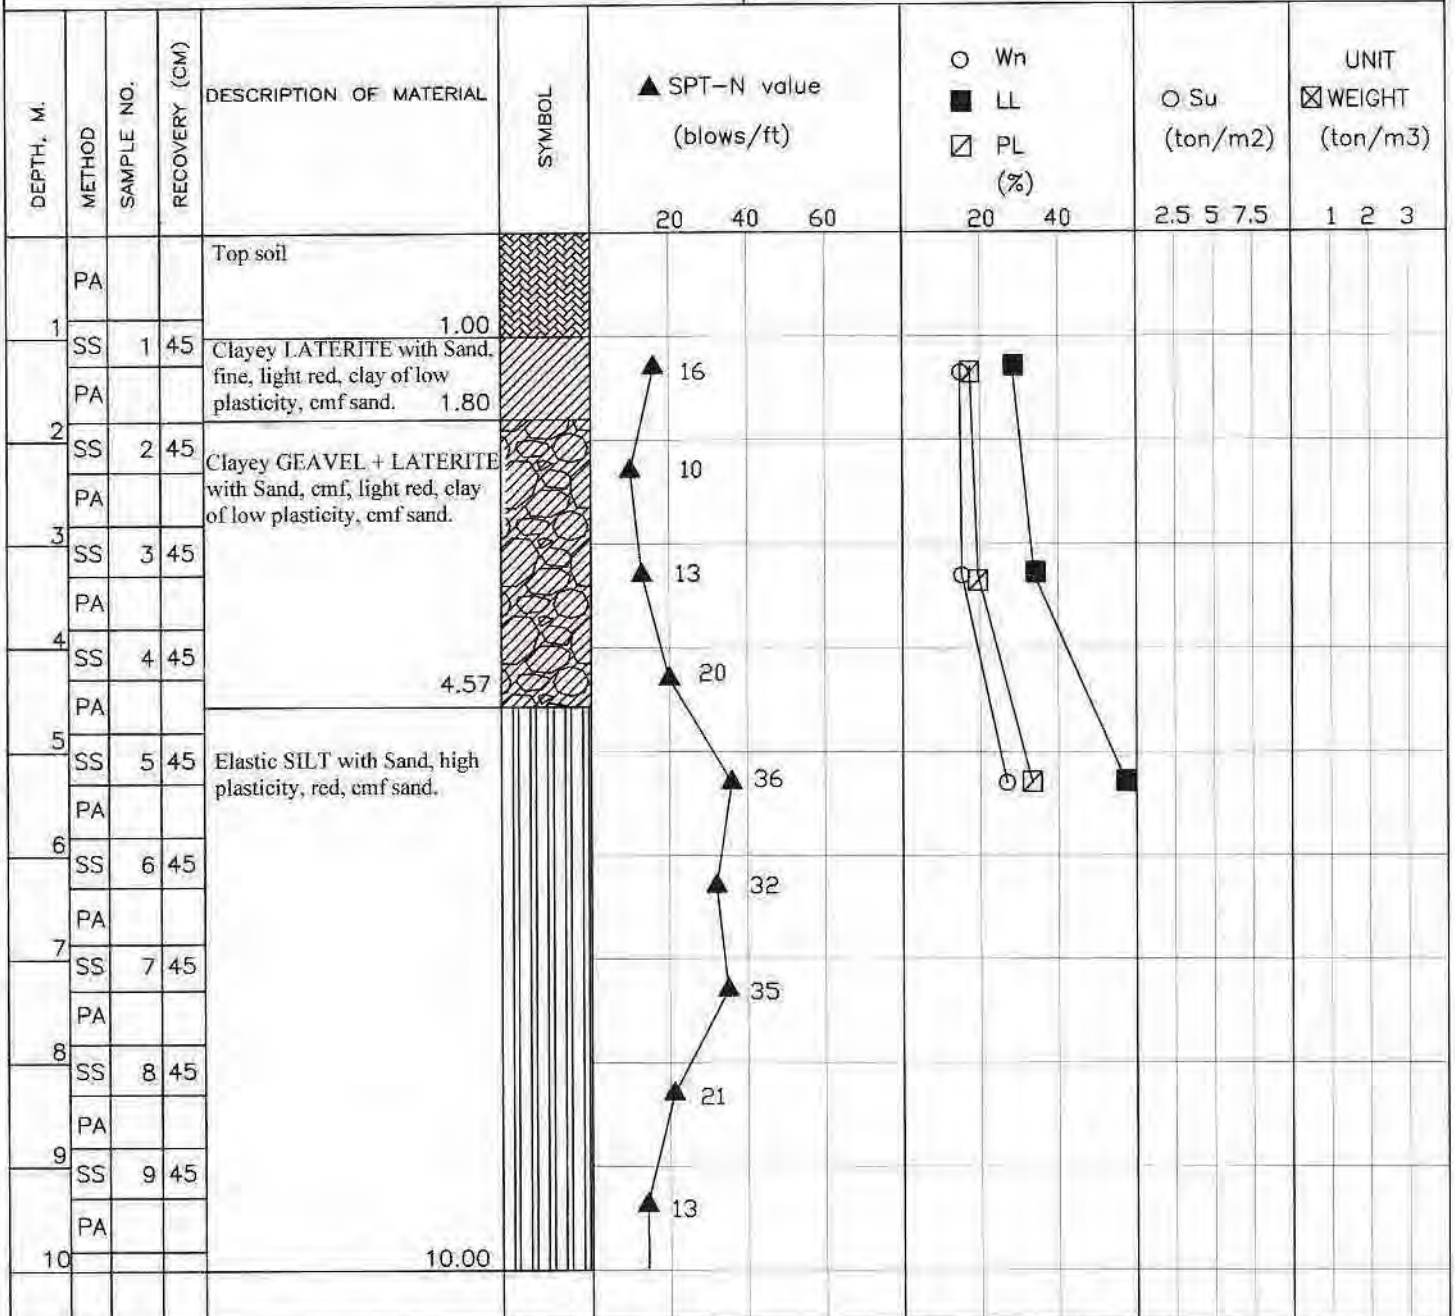 DEPTH, M.
METHOD
SAMPLE NO.
RECOVERY (CM)
DESCRIPTION OF MATERIAL
SYMBOL
▲ SPT-N value
(blows/ft)
20 40 60
○ Wn
■ LL
⍁ PL
(%)
20 40
○ Su
(ton/m2)
2.5 5 7.5
UNIT
☒ WEIGHT
(ton/m3)
1 2 3
PA
Top soil
1.00
1
SS 1 45
Clayey LATERITE with Sand,
fine, light red, clay of low
plasticity, cmf sand. 1.80
16
PA
2
SS 2 45
Clayey GEAVEL + LATERITE
with Sand, cmf, light red, clay
of low plasticity, cmf sand.
10
PA
3
SS 3 45
13
PA
4
SS 4 45
20
4.57
PA
5
SS 5 45
Elastic SILT with Sand, high
plasticity, red, cmf sand.
36
PA
6
SS 6 45
32
PA
7
SS 7 45
35
PA
8
SS 8 45
21
PA
9
SS 9 45
13
PA
10
10.00